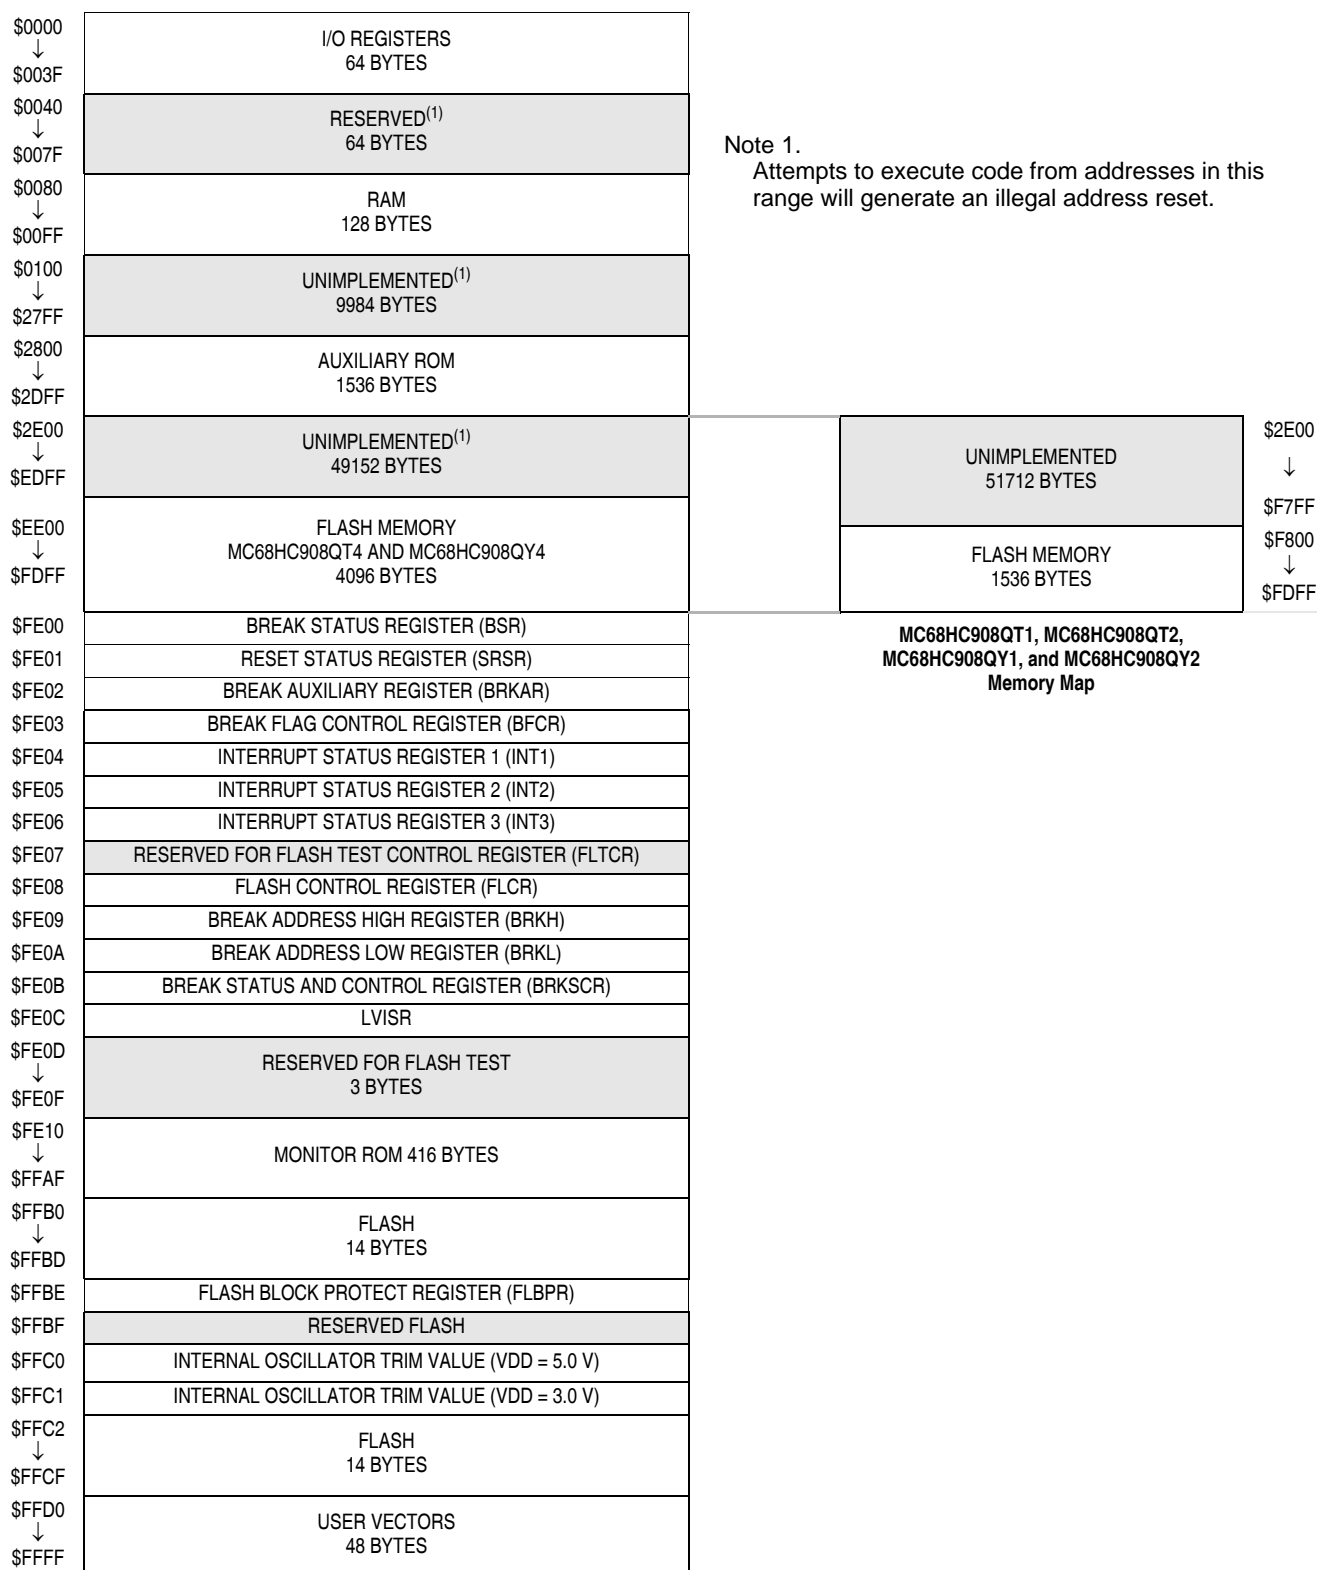 $0000
↓
$003F
I/O REGISTERS
64 BYTES
$0040
↓
$007F
RESERVED(1)
64 BYTES
Note 1.
Attempts to execute code from addresses in this
range will generate an illegal address reset.
$0080
↓
$00FF
RAM
128 BYTES
$0100
↓
$27FF
UNIMPLEMENTED(1)
9984 BYTES
$2800
↓
$2DFF
AUXILIARY ROM
1536 BYTES
$2E00
↓
$EDFF
UNIMPLEMENTED(1)
49152 BYTES
UNIMPLEMENTED
51712 BYTES
$2E00
↓
$F7FF
$EE00
↓
$FDFF
FLASH MEMORY
MC68HC908QT4 AND MC68HC908QY4
4096 BYTES
FLASH MEMORY
1536 BYTES
$F800
↓
$FDFF
MC68HC908QT1, MC68HC908QT2,
MC68HC908QY1, and MC68HC908QY2
Memory Map
$FE00 BREAK STATUS REGISTER (BSR)
$FE01 RESET STATUS REGISTER (SRSR)
$FE02 BREAK AUXILIARY REGISTER (BRKAR)
$FE03 BREAK FLAG CONTROL REGISTER (BFCR)
$FE04 INTERRUPT STATUS REGISTER 1 (INT1)
$FE05 INTERRUPT STATUS REGISTER 2 (INT2)
$FE06 INTERRUPT STATUS REGISTER 3 (INT3)
$FE07 RESERVED FOR FLASH TEST CONTROL REGISTER (FLTCR)
$FE08 FLASH CONTROL REGISTER (FLCR)
$FE09 BREAK ADDRESS HIGH REGISTER (BRKH)
$FE0A BREAK ADDRESS LOW REGISTER (BRKL)
$FE0B BREAK STATUS AND CONTROL REGISTER (BRKSCR)
$FE0C LVISR
$FE0D
↓
$FE0F
RESERVED FOR FLASH TEST
3 BYTES
$FE10
↓
$FFAF
MONITOR ROM 416 BYTES
$FFB0
↓
$FFBD
FLASH
14 BYTES
$FFBE FLASH BLOCK PROTECT REGISTER (FLBPR)
$FFBF RESERVED FLASH
$FFC0 INTERNAL OSCILLATOR TRIM VALUE (VDD = 5.0 V)
$FFC1 INTERNAL OSCILLATOR TRIM VALUE (VDD = 3.0 V)
$FFC2
↓
$FFCF
FLASH
14 BYTES
$FFD0
↓
$FFFF
USER VECTORS
48 BYTES